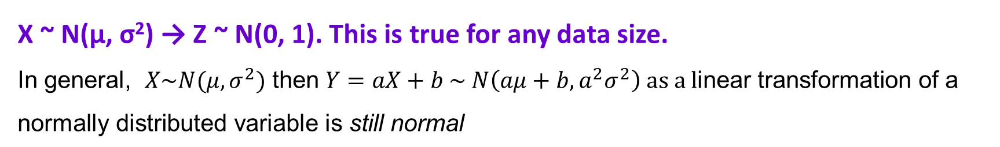 X ~ N(μ, σ²) → Z ~ N(0, 1). This is true for any data size.
In general, X~N(μ, σ²) then Y = aX + b ~ N(aμ + b, a²σ²) as a linear transformation of a
normally distributed variable is still normal